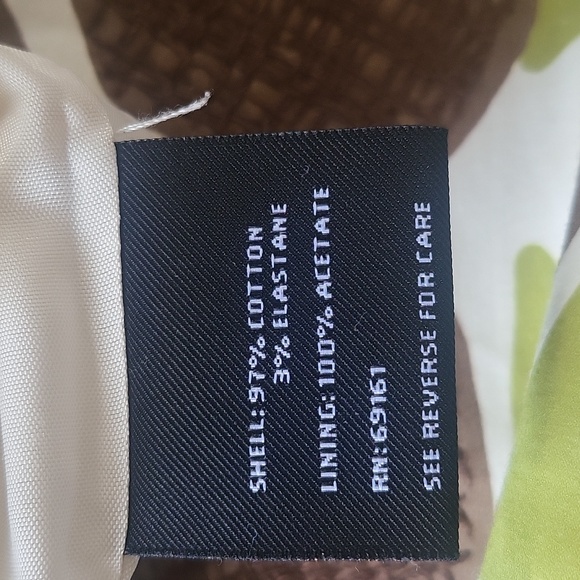 SHELL: 97% COTTON
3% ELASTANE
LINING: 100% ACETATE
RN: 69161
SEE REVERSE FOR CARE